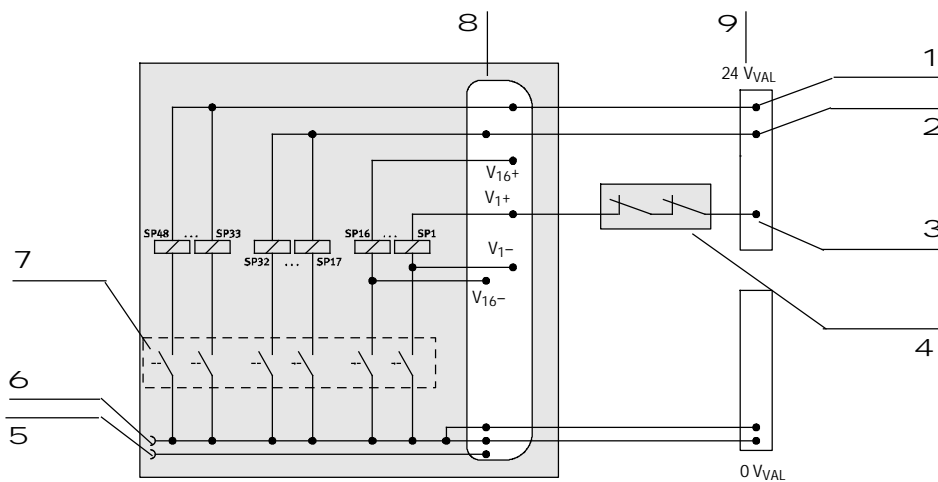 8
9
24 VVAL
1
2
V16+
V1+
SP48 ... SP33
SP16 ... SP1
SP32 ... SP17
3
V1–
7
V16–
4
6
5
0 VVAL